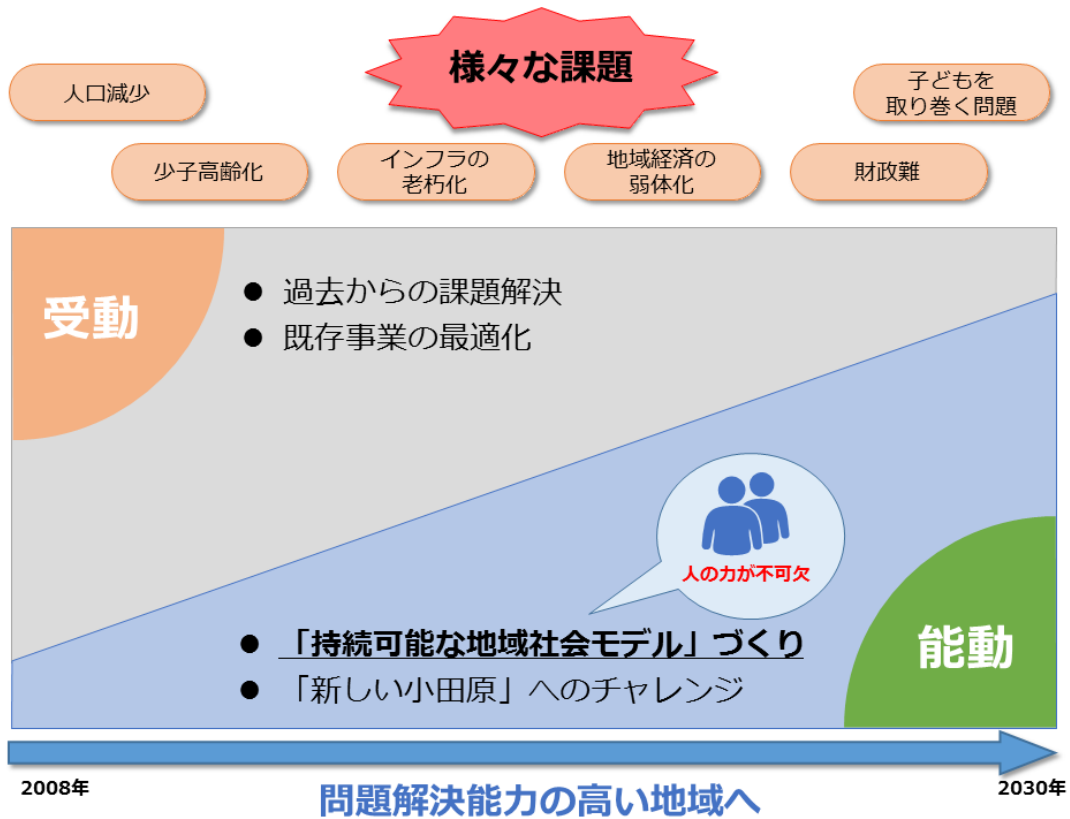 様々な課題
人口減少
子どもを
取り巻く問題
少子高齢化
インフラの
老朽化
地域経済の
弱体化
財政難
受動
● 過去からの課題解決
● 既存事業の最適化
人の力が不可欠
● 「持続可能な地域社会モデル」づくり
● 「新しい小田原」へのチャレンジ
能動
2008年
2030年
問題解決能力の高い地域へ